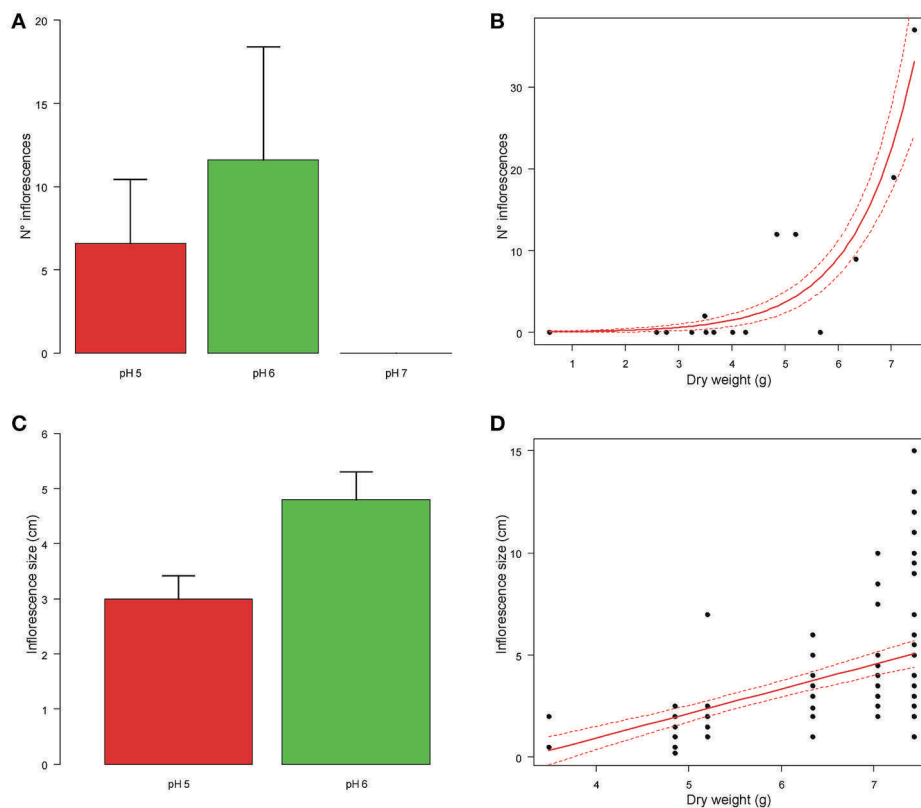 A
N° inflorescences
20
15
10
5
0
pH 5
pH 6
pH 7
B
N° inflorescences
30
20
10
0
1 2 3 4 5 6 7
Dry weight (g)
C
Inflorescence size (cm)
6
5
4
3
2
1
0
pH 5
pH 6
D
Inflorescence size (cm)
15
10
5
0
4 5 6 7
Dry weight (g)